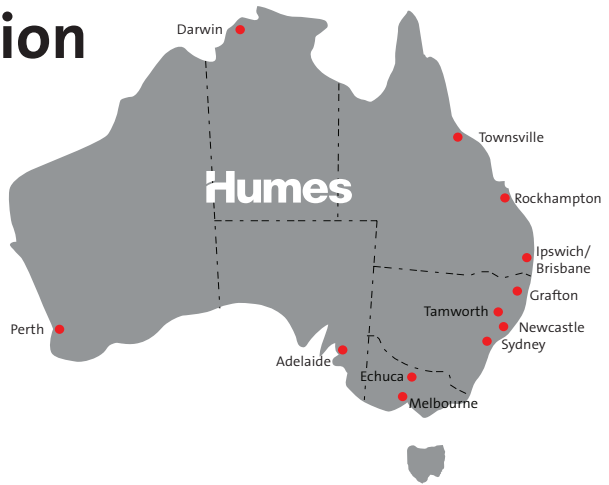 ion
Darwin
Townsville
Humes
Rockhampton
Ipswich/
Brisbane
Grafton
Tamworth
Newcastle
Perth
Sydney
Adelaide
Echuca
Melbourne